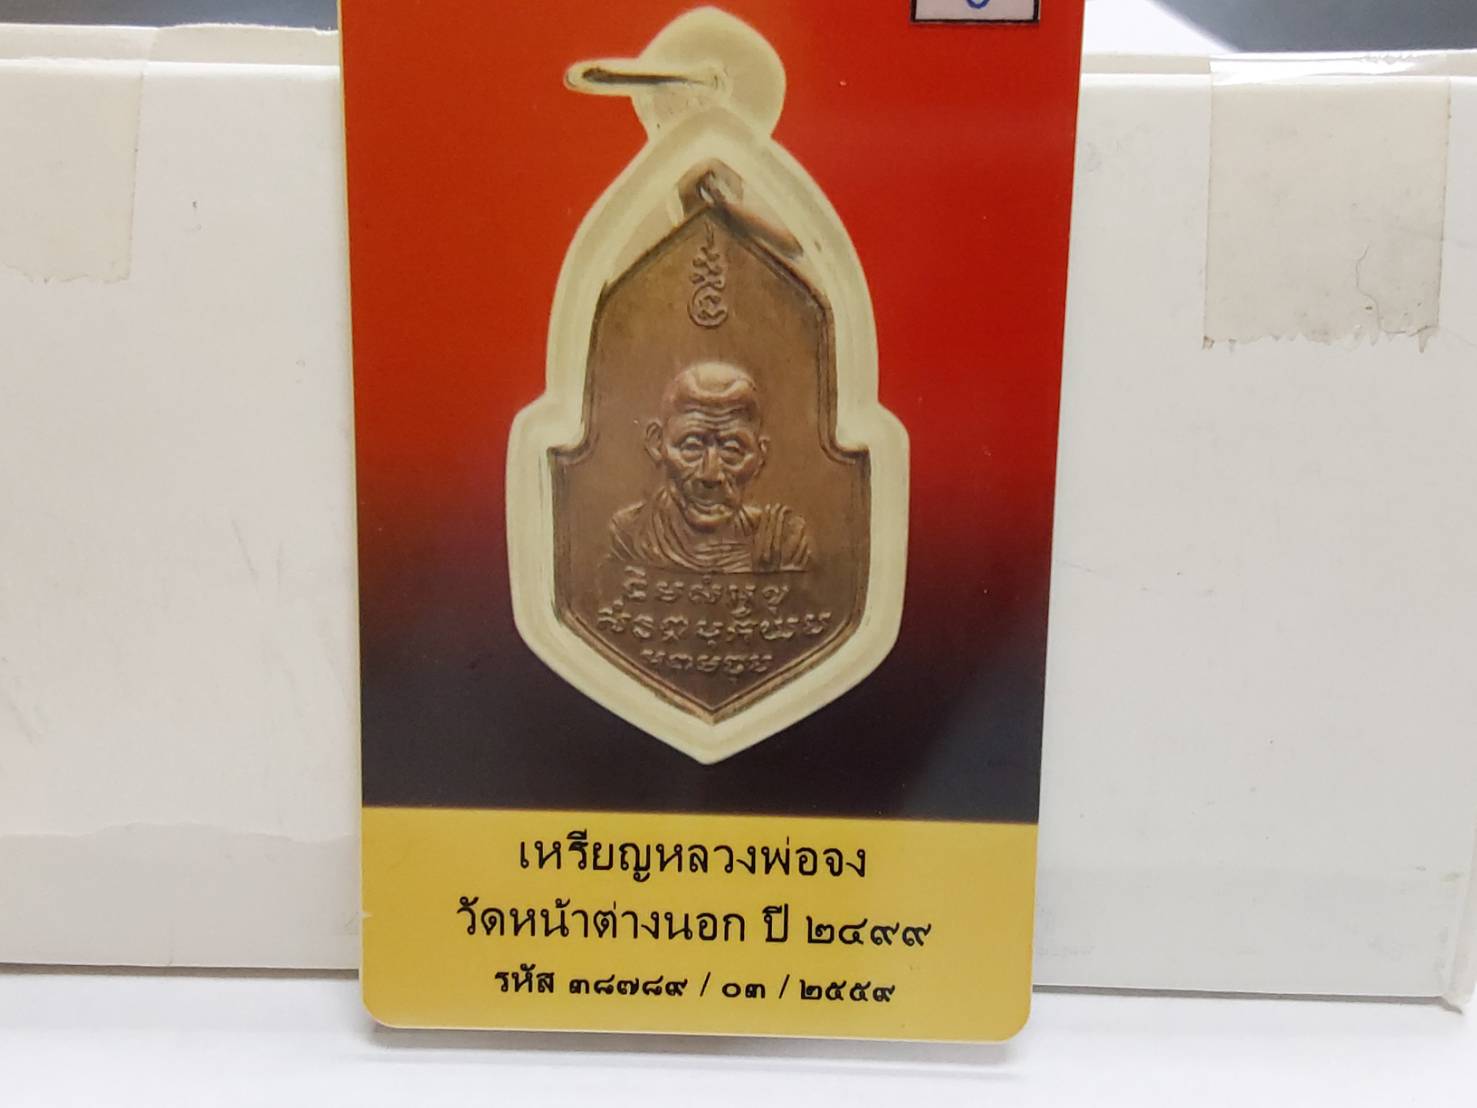 เหรียญหลวงพ่อจง
วัดหน้าต่างนอก ปี ๒๔๙๙
รหัส ๓๘๗๘๙ / ๐๓ / ๒๕๕๙